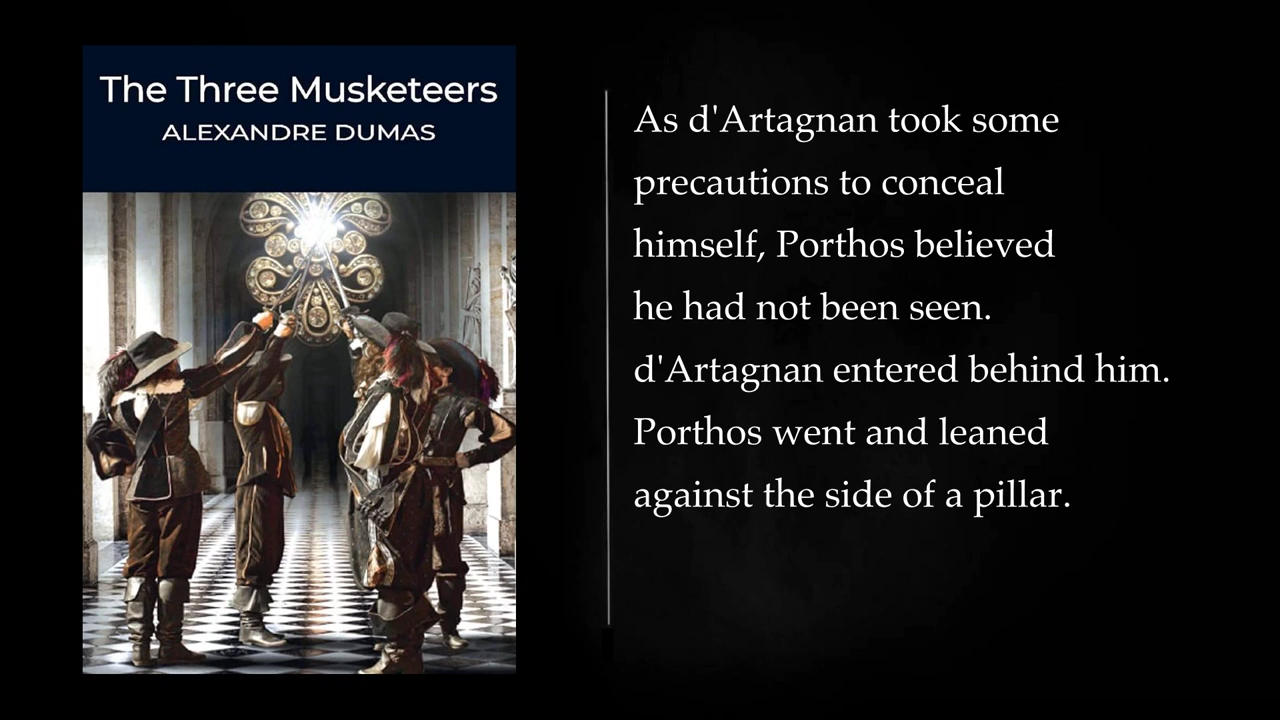 The Three Musketeers
ALEXANDRE DUMAS
As d'Artagnan took some
precautions to conceal
himself, Porthos believed
he had not been seen.
d'Artagnan entered behind him.
Porthos went and leaned
against the side of a pillar.